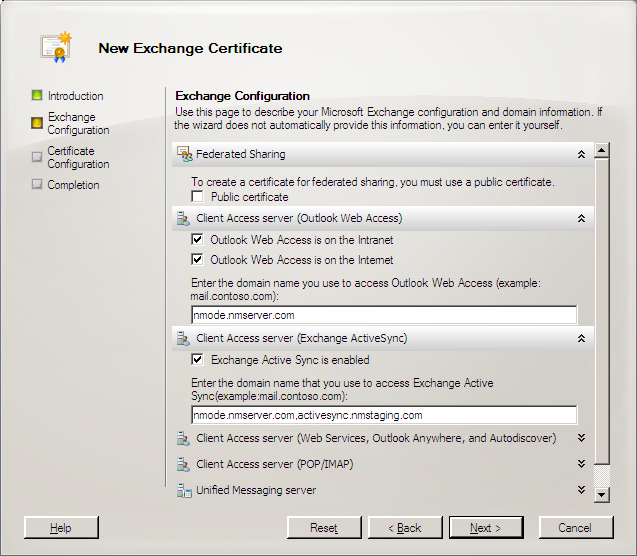 New Exchange Certificate
Introduction
Exchange
Configuration
Certificate
Configuration
Completion
Exchange Configuration
Use this page to describe your Microsoft Exchange configuration and domain information. If
the wizard does not automatically provide this information, you can enter it yourself.
Federated Sharing
To create a certificate for federated sharing, you must use a public certificate.
Public certificate
Client Access server (Outlook Web Access)
Outlook Web Access is on the Intranet
Outlook Web Access is on the Internet
Enter the domain name you use to access Outlook Web Access (example:
mail.contoso.com):
nmode.nmserver.com
Client Access server (Exchange ActiveSync)
Exchange Active Sync is enabled
Enter the domain name that you use to access Exchange Active
Sync(example:mail.contoso.com):
nmode.nmserver.com,activesync.nmstaging.com
Client Access server (Web Services, Outlook Anywhere, and Autodiscover)
Client Access server (POP/IMAP)
Unified Messaging server
Help
Reset
< Back
Next >
Cancel